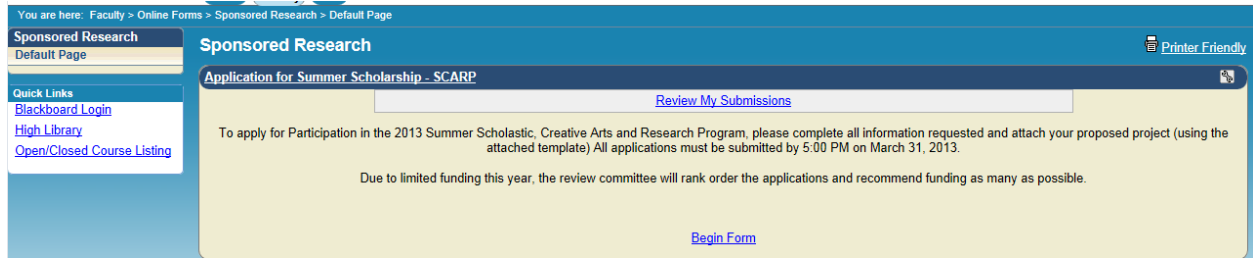 You are here: Faculty > Online Forms > Sponsored Research > Default Page
Sponsored Research
Default Page
Quick Links
Blackboard Login
High Library
Open/Closed Course Listing
Sponsored Research
Printer Friendly
Application for Summer Scholarship - SCARP
Review My Submissions
To apply for Participation in the 2013 Summer Scholastic, Creative Arts and Research Program, please complete all information requested and attach your proposed project (using the
attached template) All applications must be submitted by 5:00 PM on March 31, 2013.
Due to limited funding this year, the review committee will rank order the applications and recommend funding as many as possible.
Begin Form